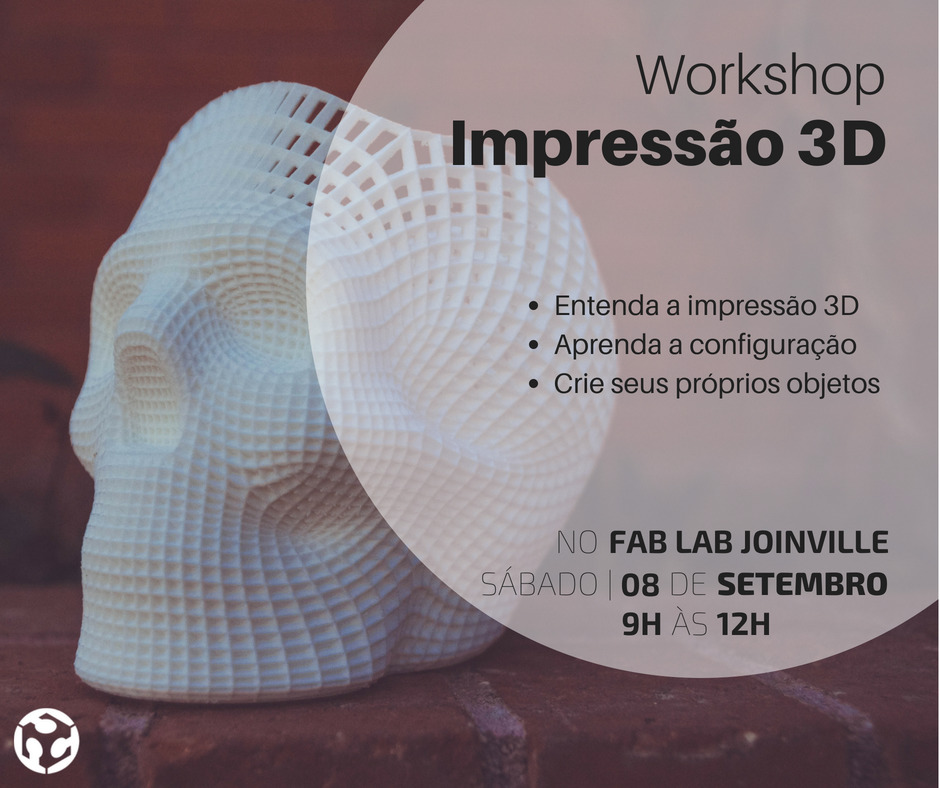 Workshop
Impressão 3D
• Entenda a impressão 3D
• Aprenda a configuração
• Crie seus próprios objetos
NO FAB LAB JOINVILLE
SÁBADO | 08 DE SETEMBRO
9H ÀS 12H